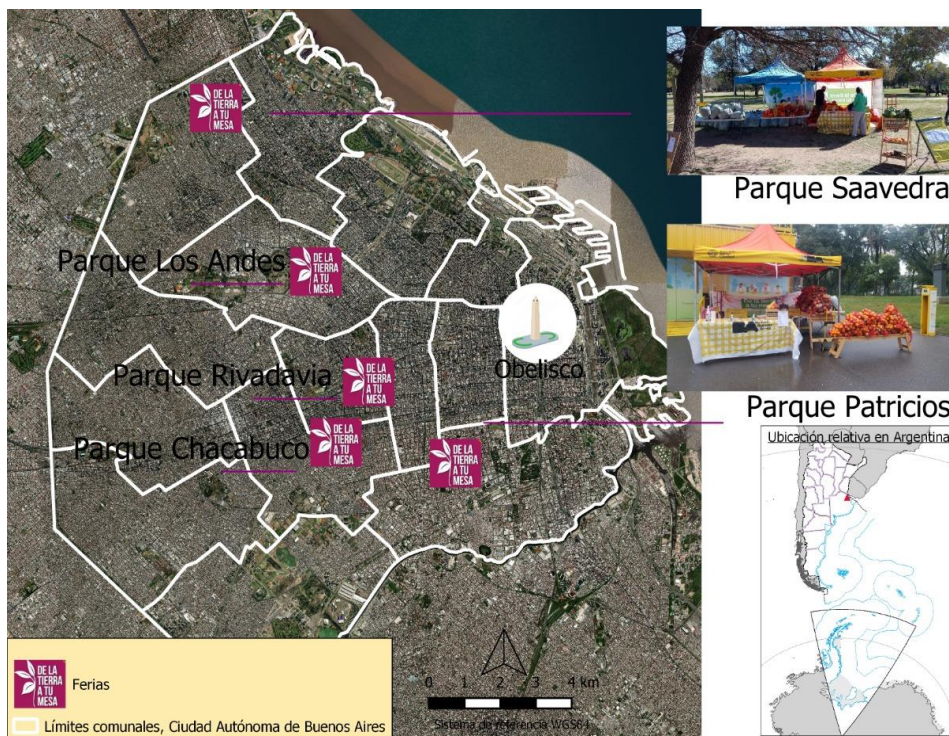 DE LA
TIERRA
A TU
MESA
Parque Saavedra
Parque Los Andes
DE LA
TIERRA
A TU
MESA
Obelisco
Parque Rivadavia
DE LA
TIERRA
A TU
MESA
Parque Patricios
Parque Chacabuco
DE LA
TIERRA
A TU
MESA
DE LA
TIERRA
A TU
MESA
Ubicación relativa en Argentina
DE LA
TIERRA
A TU
MESA
Ferias
Límites comunales, Ciudad Autónoma de Buenos Aires
0 1 2 3 4 km
Sistema de referencia WGS84